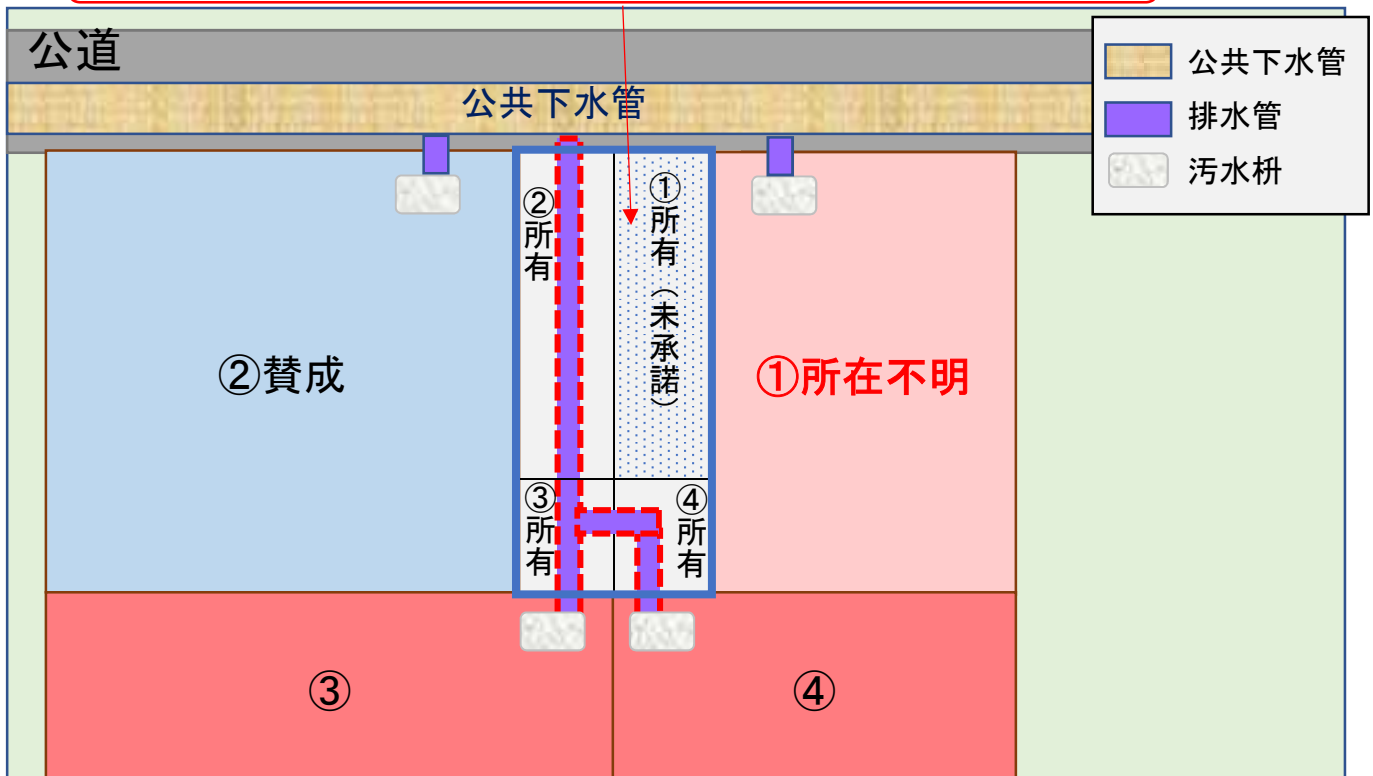 公道
公共下水管
公共下水管
排水管
汚水枡
②所有
①所有（未承諾）
②賛成
①所在不明
③所有
④所有
③
④